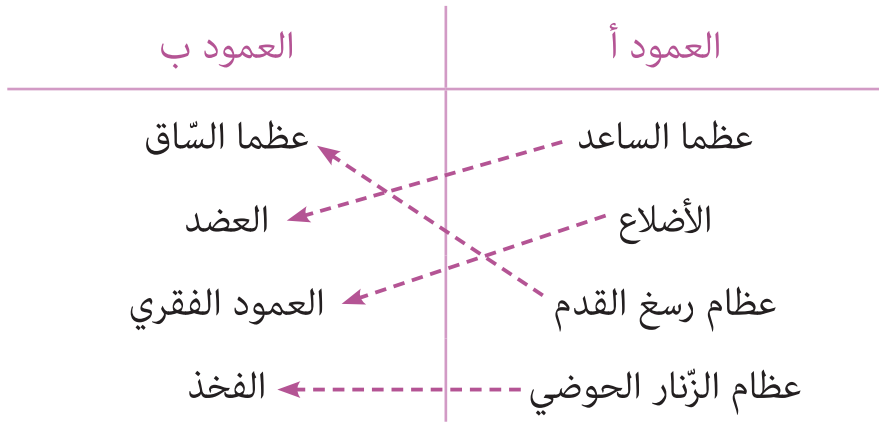 العمود أ العمود ب
عظما الساعد عظما السّاق
الأضلاع العضد
عظام رسغ القدم العمود الفقري
عظام الزّنار الحوضي الفخذ